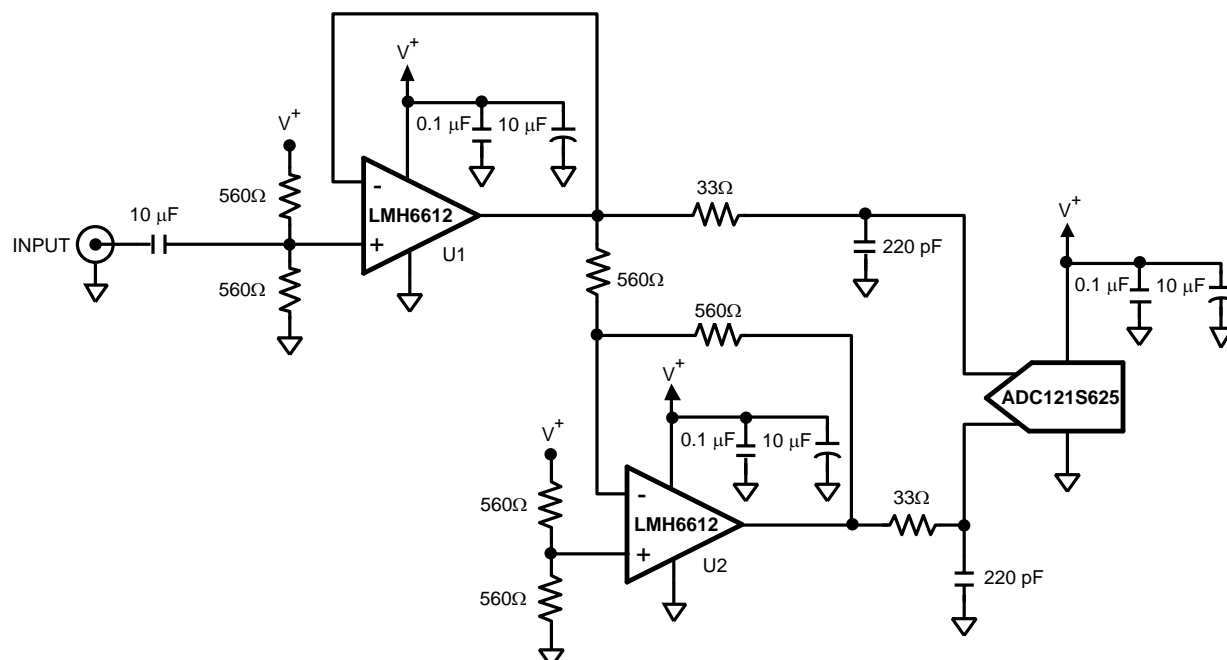 V+
0.1 µF
10 µF
V+
560Ω
-
LMH6612
+
U1
10 µF
INPUT
560Ω
33Ω
220 pF
V+
0.1 µF
10 µF
560Ω
560Ω
ADC121S625
V+
0.1 µF
10 µF
V+
560Ω
-
LMH6612
+
U2
33Ω
560Ω
220 pF